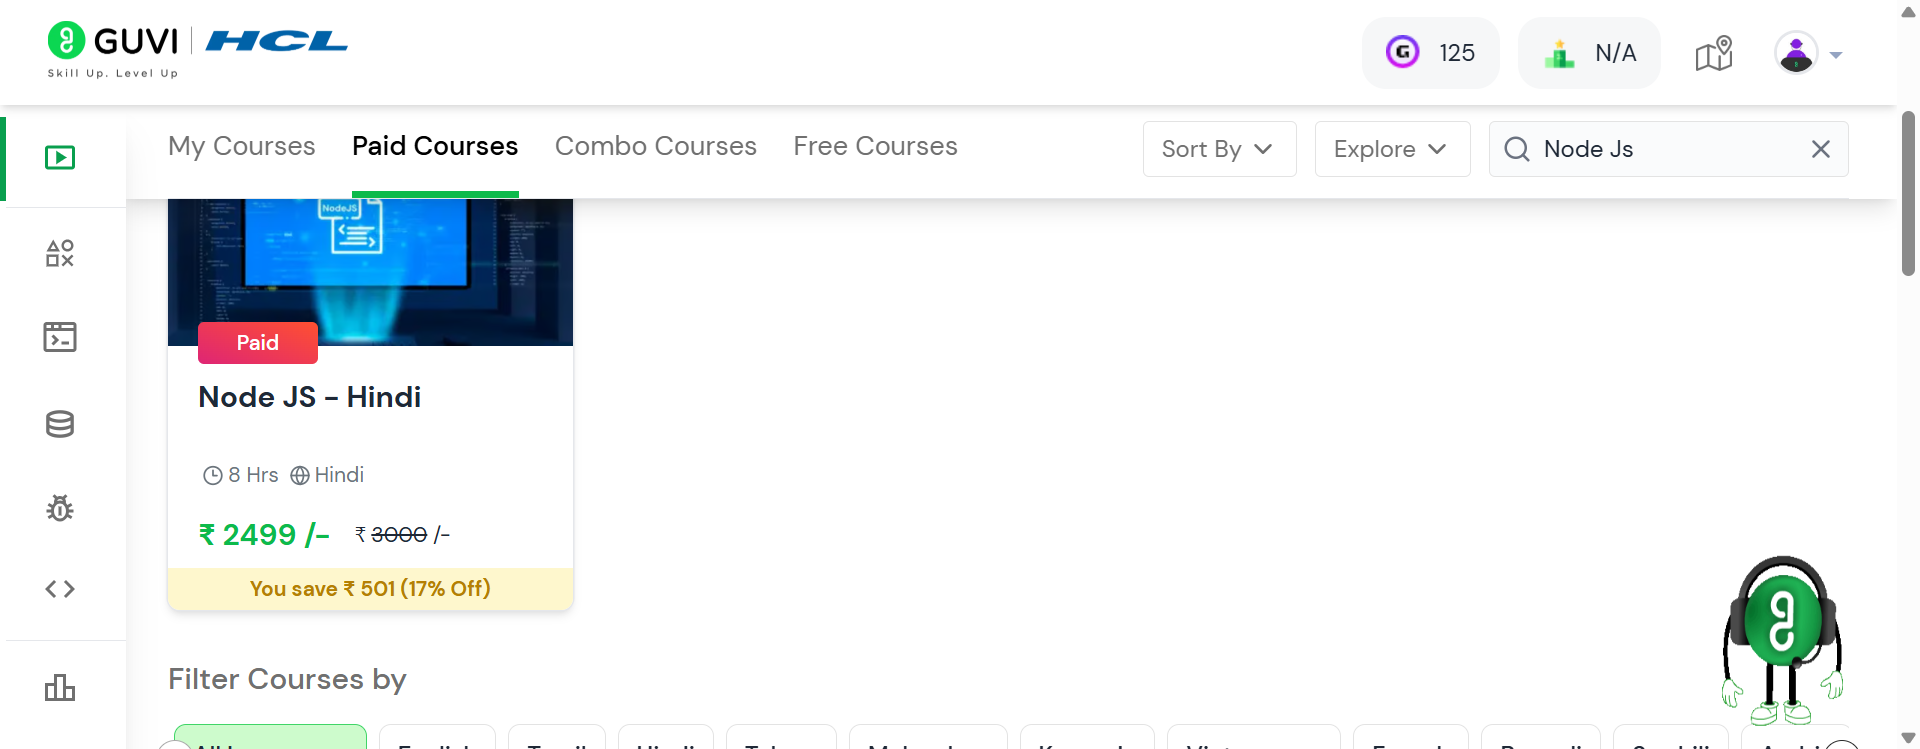 GUVI HCL
Skill Up. Level Up
125
N/A
My Courses Paid Courses Combo Courses Free Courses
Sort By Explore Node Js
NodeJS
Paid
Node JS - Hindi
8 Hrs Hindi
₹ 2499 /- ₹ 3000 /-
You save ₹ 501 (17% Off)
Filter Courses by